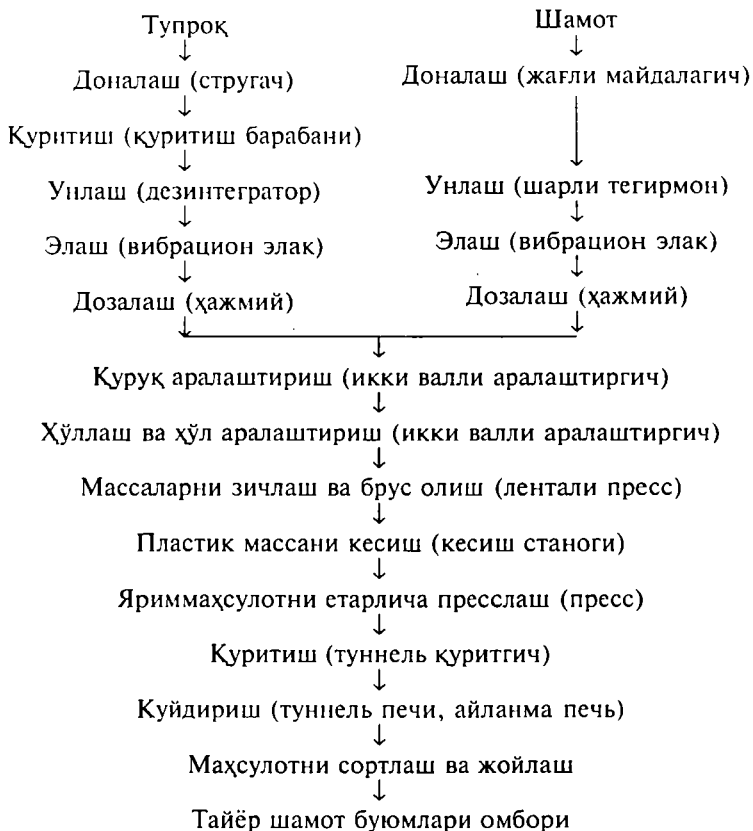 Тупроқ
Шамот
Доналаш (стругач)
Доналаш (жағли майдалагич)
Қуритиш (қуритиш барабани)
Унлаш (дезинтегратор)
Унлаш (шарли тегирмон)
Элаш (вибрацион элак)
Элаш (вибрацион элак)
Дозалаш (ҳажмий)
Дозалаш (ҳажмий)
Қуруқ аралаштириш (икки валли аралаштиргич)
Ҳўллаш ва ҳўл аралаштириш (икки валли аралаштиргич)
Массаларни зичлаш ва брус олиш (лентали пресс)
Пластик массани кесиш (кесиш станоги)
Яриммаҳсулотни етарлича пресслаш (пресс)
Қуритиш (туннель қуритгич)
Куйдириш (туннель печи, айланма печь)
Маҳсулотни сортлаш ва жойлаш
Тайёр шамот буюмлари омбори